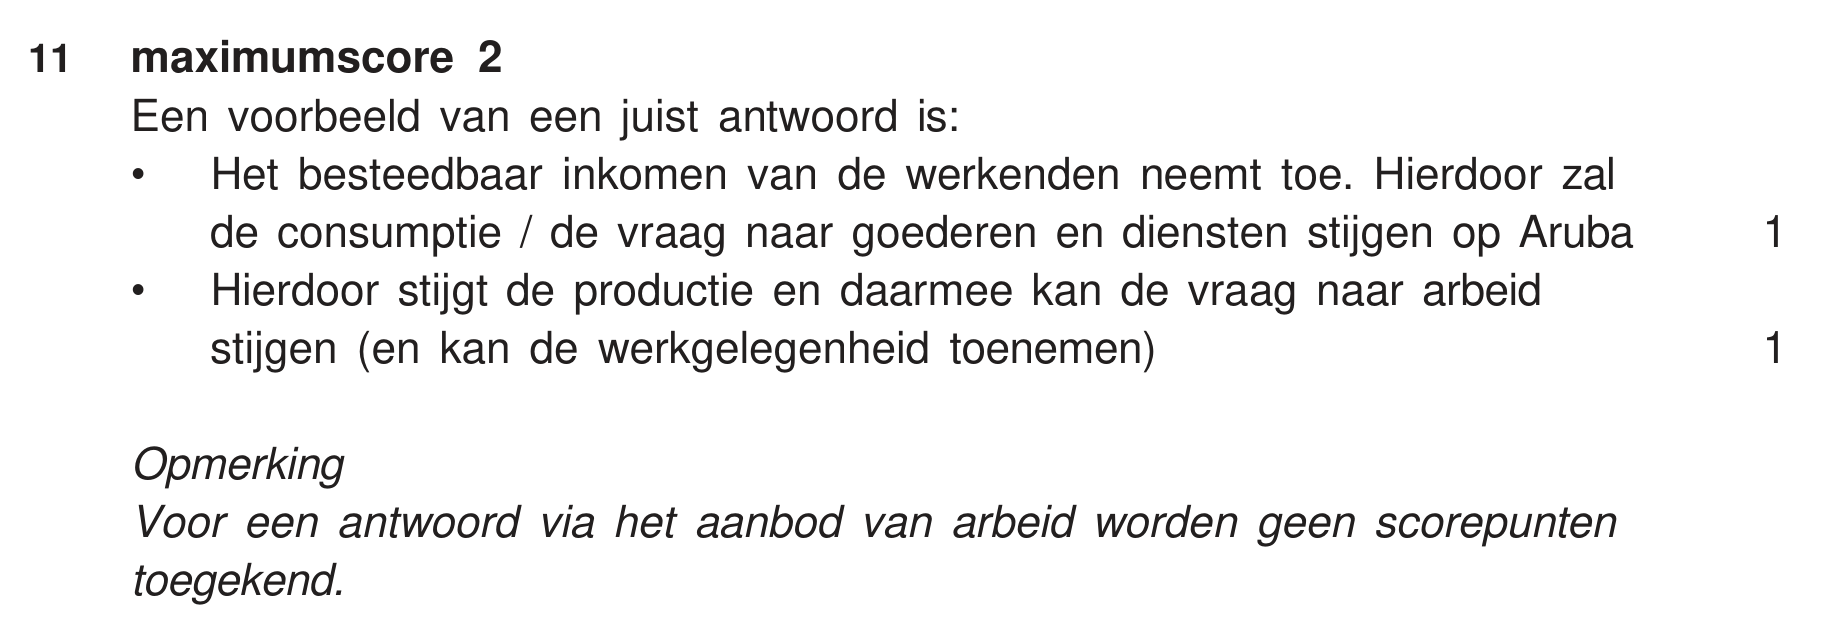 11 maximumscore 2
Een voorbeeld van een juist antwoord is:
• Het besteedbaar inkomen van de werkenden neemt toe. Hierdoor zal
de consumptie / de vraag naar goederen en diensten stijgen op Aruba 1
• Hierdoor stijgt de productie en daarmee kan de vraag naar arbeid
stijgen (en kan de werkgelegenheid toenemen) 1
Opmerking
Voor een antwoord via het aanbod van arbeid worden geen scorepunten
toegekend.